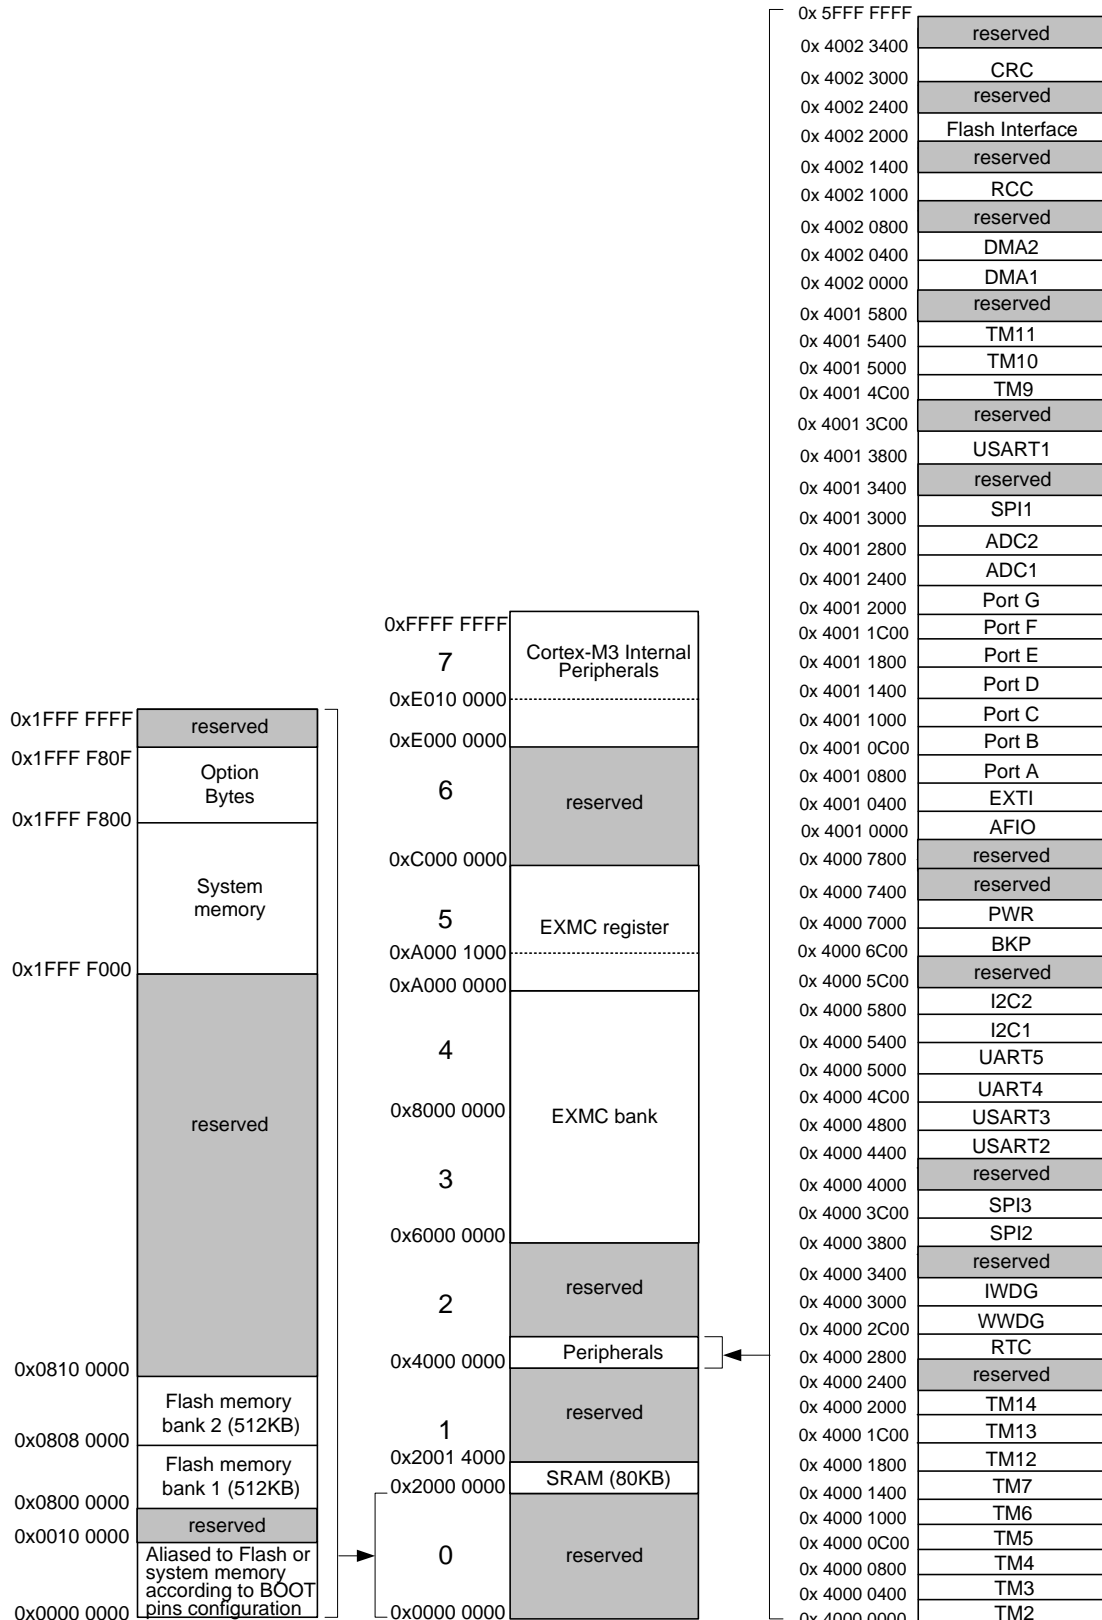 0x1FFF FFFF
reserved
0x1FFF F80F
Option
Bytes
0x1FFF F800
System
memory
0x1FFF F000
reserved
0x0810 0000
Flash memory
bank 2 (512KB)
0x0808 0000
Flash memory
bank 1 (512KB)
0x0800 0000
reserved
0x0010 0000
Aliased to Flash or
system memory
according to BOOT
pins configuration
0x0000 0000
0xFFFF FFFF
7
Cortex-M3 Internal
Peripherals
0xE010 0000
0xE000 0000
6
reserved
0xC000 0000
5
EXMC register
0xA000 1000
0xA000 0000
4
0x8000 0000
EXMC bank
3
0x6000 0000
reserved
2
Peripherals
0x4000 0000
reserved
1
0x2001 4000
SRAM (80KB)
0x2000 0000
0
reserved
0x0000 0000
0x 5FFF FFFF
reserved
0x 4002 3400
CRC
0x 4002 3000
reserved
0x 4002 2400
Flash Interface
0x 4002 2000
reserved
0x 4002 1400
RCC
0x 4002 1000
reserved
0x 4002 0800
DMA2
0x 4002 0400
DMA1
0x 4002 0000
reserved
0x 4001 5800
TM11
0x 4001 5400
TM10
0x 4001 5000
TM9
0x 4001 4C00
reserved
0x 4001 3C00
USART1
0x 4001 3800
reserved
0x 4001 3400
SPI1
0x 4001 3000
ADC2
0x 4001 2800
ADC1
0x 4001 2400
Port G
0x 4001 2000
Port F
0x 4001 1C00
Port E
0x 4001 1800
Port D
0x 4001 1400
Port C
0x 4001 1000
Port B
0x 4001 0C00
Port A
0x 4001 0800
EXTI
0x 4001 0400
AFIO
0x 4001 0000
reserved
0x 4000 7800
reserved
0x 4000 7400
PWR
0x 4000 7000
BKP
0x 4000 6C00
reserved
0x 4000 5C00
I2C2
0x 4000 5800
I2C1
0x 4000 5400
UART5
0x 4000 5000
UART4
0x 4000 4C00
USART3
0x 4000 4800
USART2
0x 4000 4400
reserved
0x 4000 4000
SPI3
0x 4000 3C00
SPI2
0x 4000 3800
reserved
0x 4000 3400
IWDG
0x 4000 3000
WWDG
0x 4000 2C00
RTC
0x 4000 2800
reserved
0x 4000 2400
TM14
0x 4000 2000
TM13
0x 4000 1C00
TM12
0x 4000 1800
TM7
0x 4000 1400
TM6
0x 4000 1000
TM5
0x 4000 0C00
TM4
0x 4000 0800
TM3
0x 4000 0400
TM2
0x 4000 0000